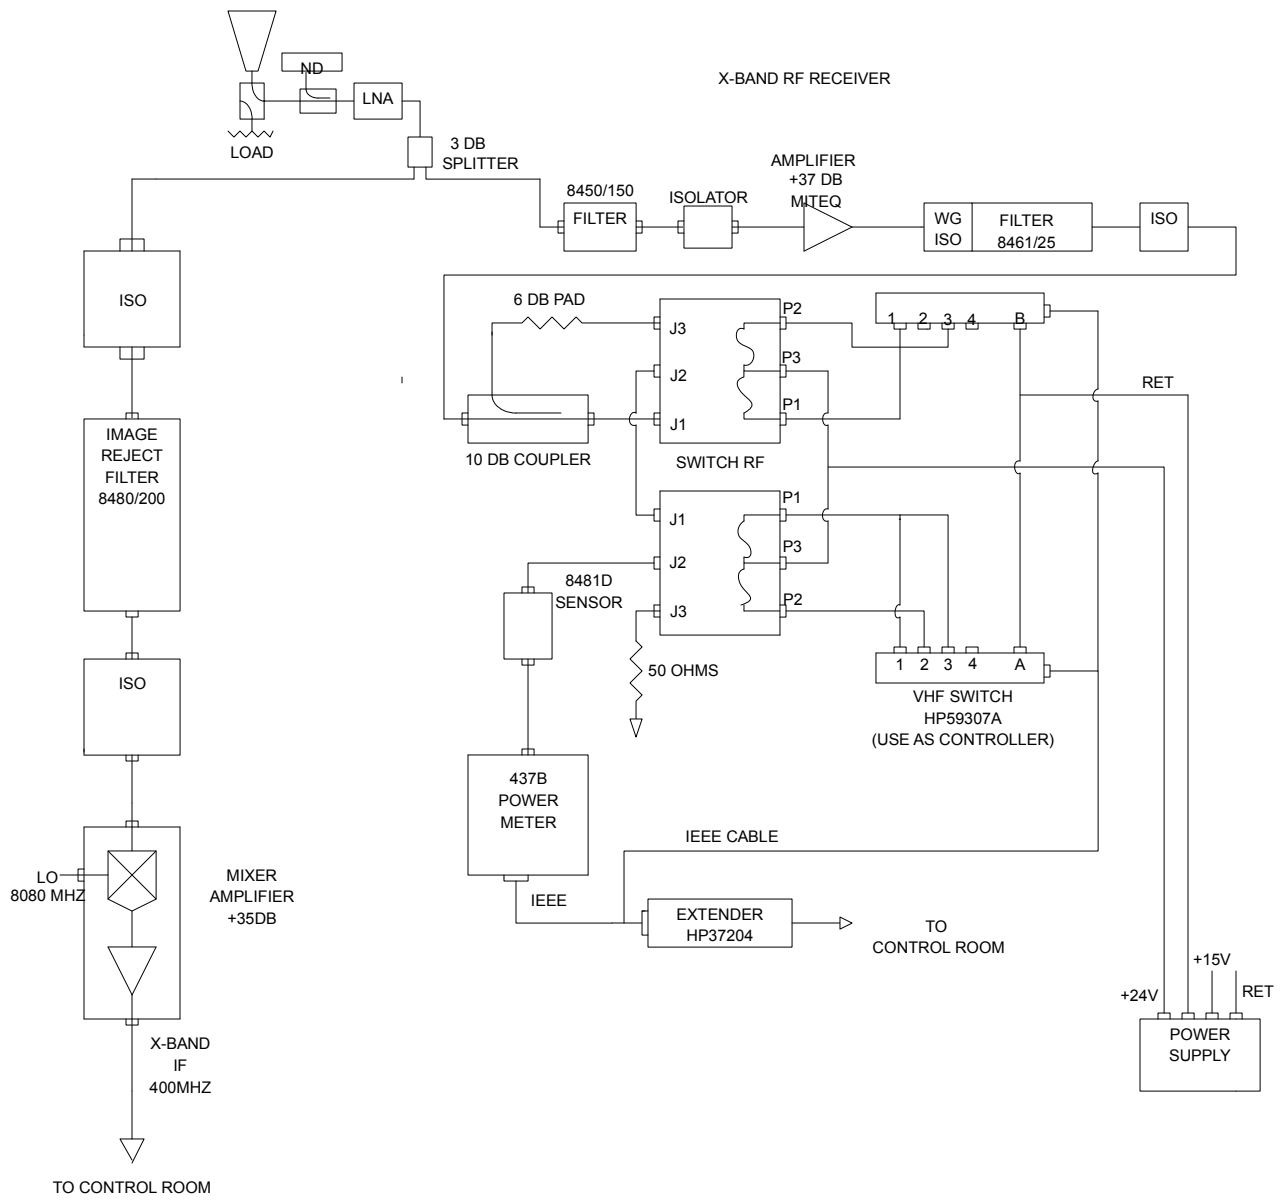 X-BAND RF RECEIVER
ND
LNA
LOAD
3 DB
SPLITTER
8450/150
FILTER
ISOLATOR
AMPLIFIER
+37 DB
MITEQ
WG
ISO
FILTER
8461/25
ISO
ISO
6 DB PAD
J3
J2
J1
P2
P3
P1
1 2 3 4 B
RET
10 DB COUPLER
SWITCH RF
IMAGE
REJECT
FILTER
8480/200
J1
J2
J3
P1
P3
P2
8481D
SENSOR
50 OHMS
ISO
1 2 3 4 A
VHF SWITCH
HP59307A
(USE AS CONTROLLER)
437B
POWER
METER
IEEE CABLE
LO
8080 MHZ
MIXER
AMPLIFIER
+35DB
IEEE
EXTENDER
HP37204
TO
CONTROL ROOM
+15V
+24V
RET
POWER
SUPPLY
X-BAND
IF
400MHZ
TO CONTROL ROOM